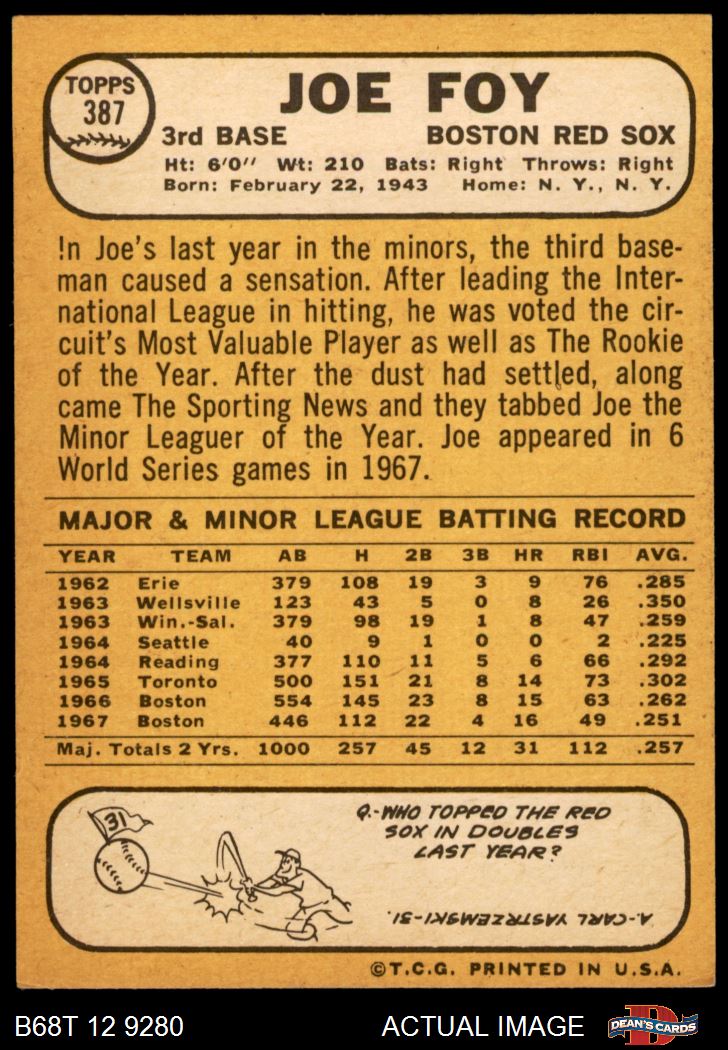 TOPPS
387
JOE FOY
3rd BASE BOSTON RED SOX
Ht: 6'0" Wt: 210 Bats: Right Throws: Right
Born: February 22, 1943 Home: N. Y., N. Y.
In Joe's last year in the minors, the third base-
man caused a sensation. After leading the Inter-
national League in hitting, he was voted the cir-
cuit's Most Valuable Player as well as The Rookie
of the Year. After the dust had settled, along
came The Sporting News and they tabbed Joe the
Minor Leaguer of the Year. Joe appeared in 6
World Series games in 1967.
MAJOR & MINOR LEAGUE BATTING RECORD
YEAR TEAM AB H 2B 3B HR RBI AVG.
1962 Erie 379 108 19 3 9 76 .285
1963 Wellsville 123 43 5 0 8 26 .350
1963 Win.-Sal. 379 98 19 1 8 47 .259
1964 Seattle 40 9 1 0 0 2 .225
1964 Reading 377 110 11 5 6 66 .292
1965 Toronto 500 151 21 8 14 73 .302
1966 Boston 554 145 23 8 15 63 .262
1967 Boston 446 112 22 4 16 49 .251
Maj. Totals 2 Yrs. 1000 257 45 12 31 112 .257
31
Q.-WHO TOPPED THE RED
SOX IN DOUBLES
LAST YEAR?
A.-CARL YASTRZEMSKI-31.
©T.C.G. PRINTED IN U.S.A.
B68T 12 9280 ACTUAL IMAGE D DEAN'S CARDS